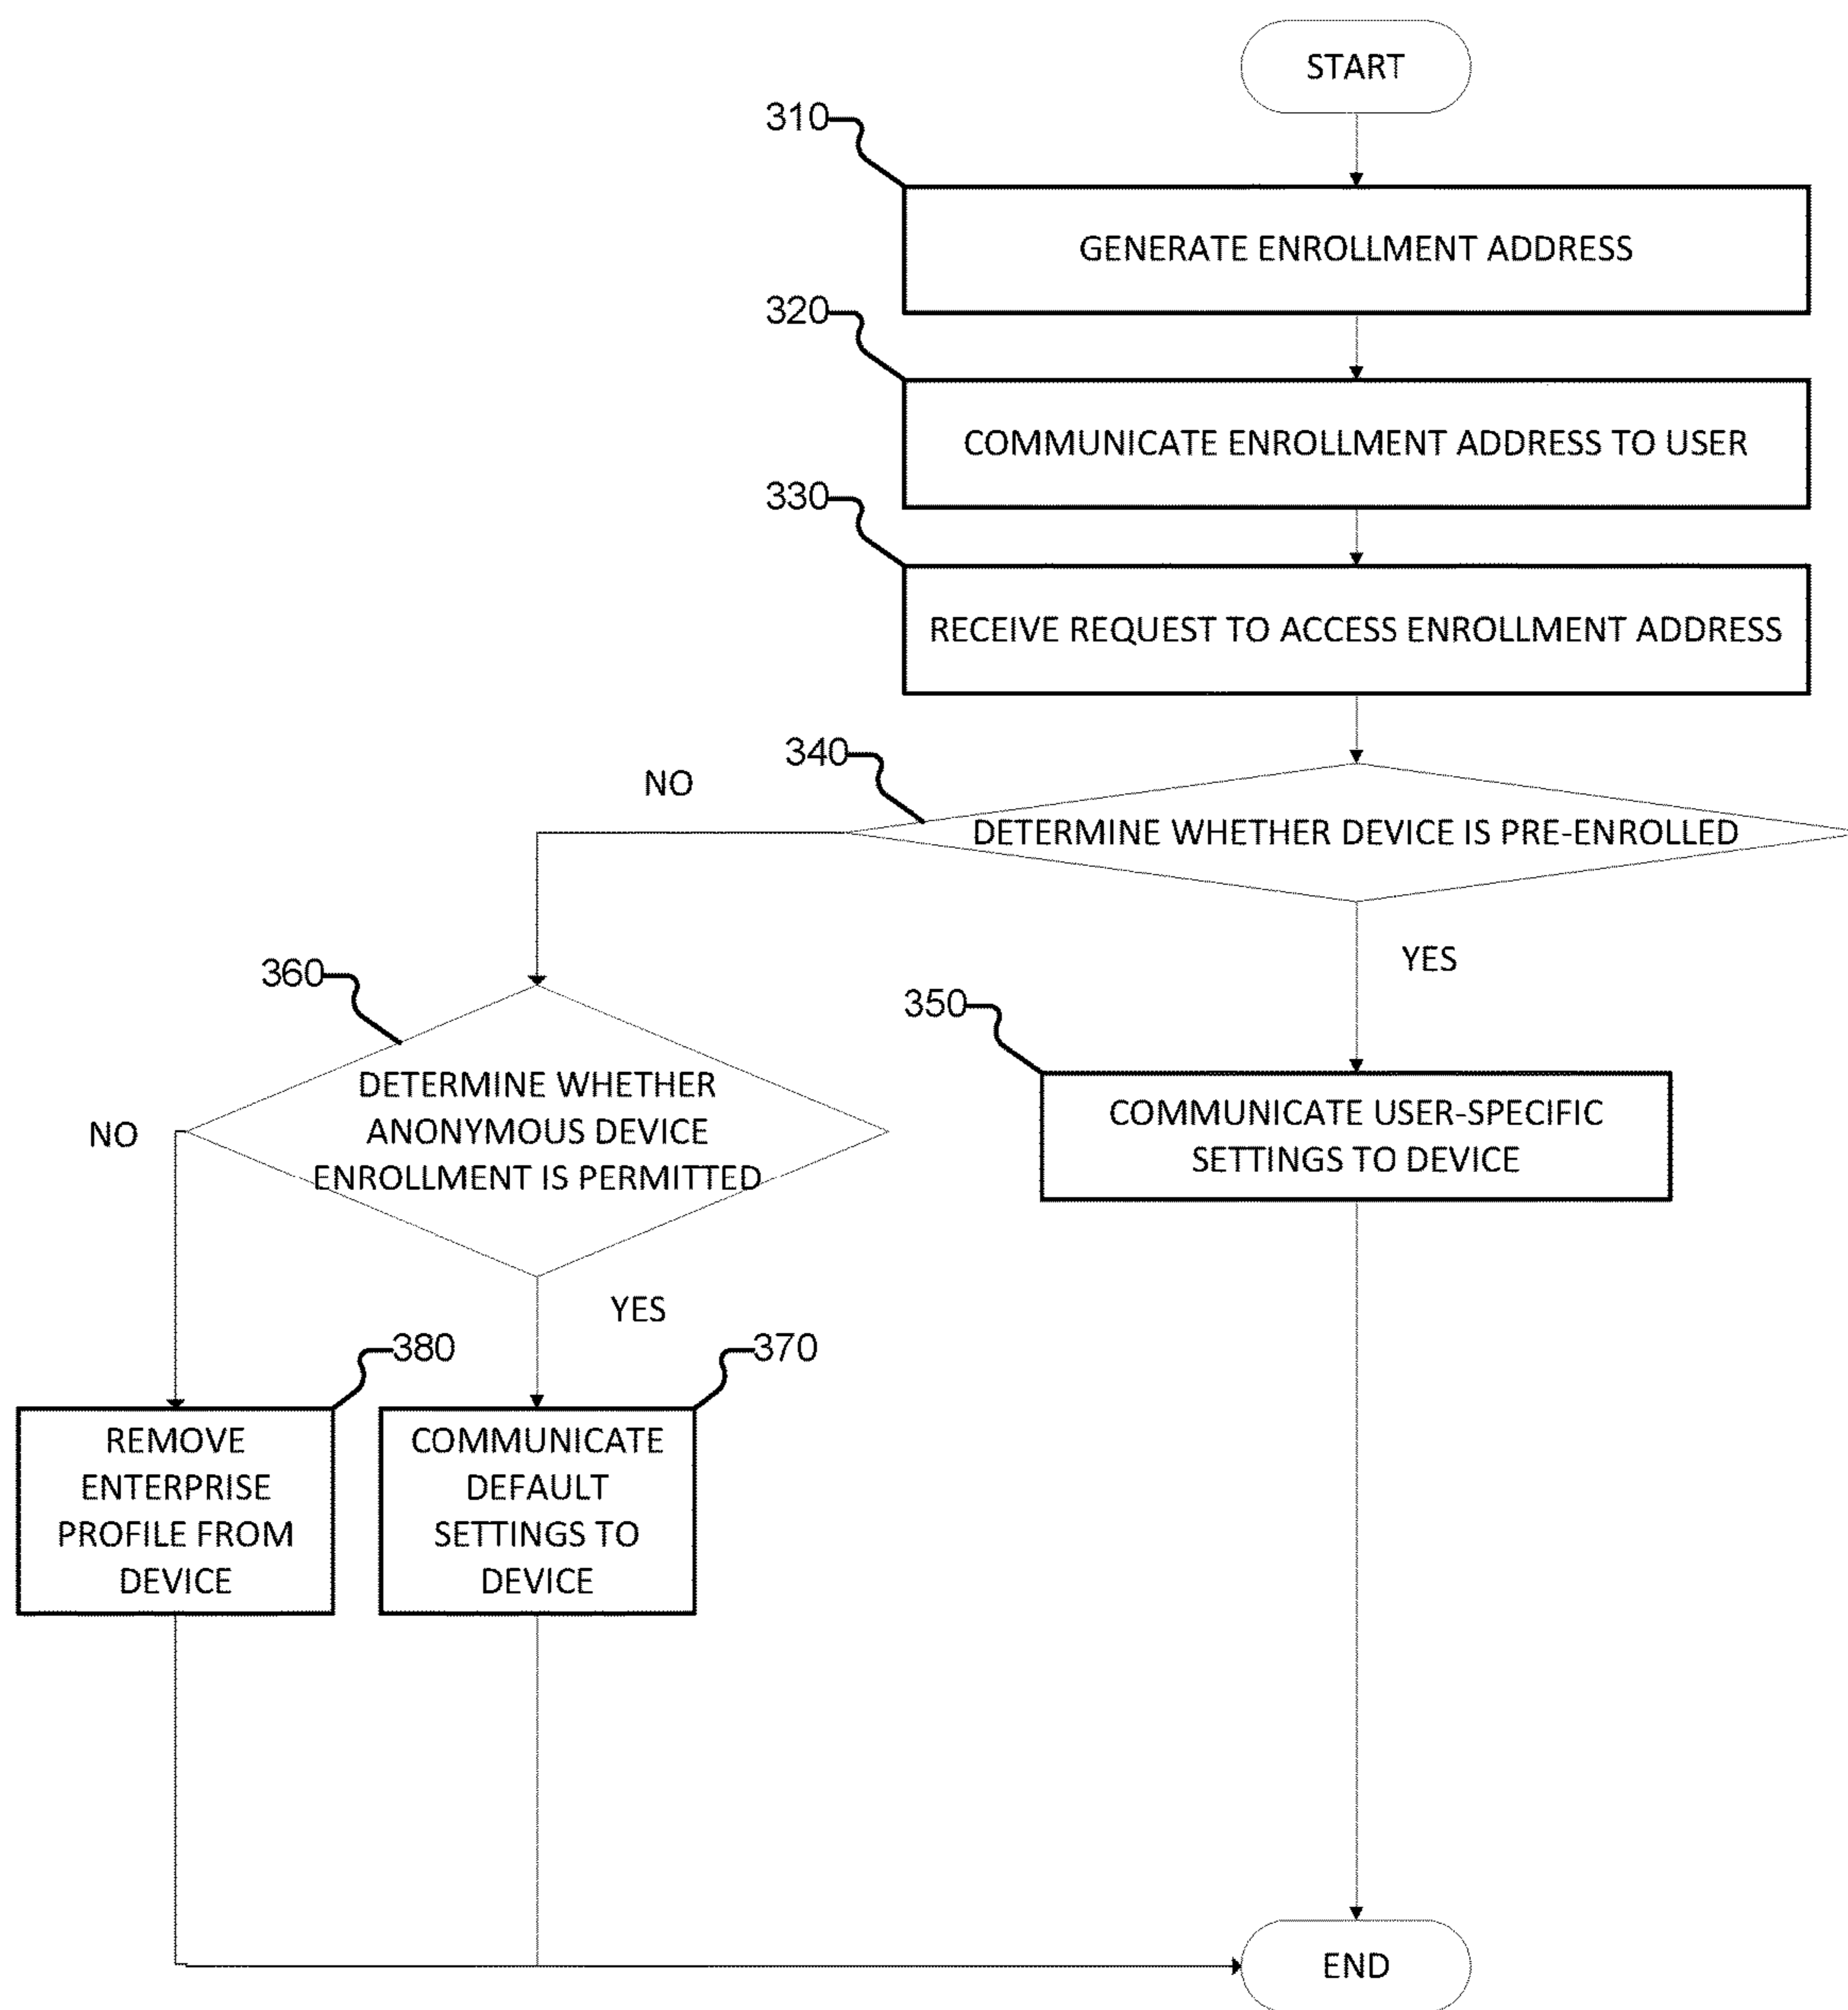 START
310
GENERATE ENROLLMENT ADDRESS
320
COMMUNICATE ENROLLMENT ADDRESS TO USER
330
RECEIVE REQUEST TO ACCESS ENROLLMENT ADDRESS
340
NO
DETERMINE WHETHER DEVICE IS PRE-ENROLLED
YES
360
DETERMINE WHETHER
ANONYMOUS DEVICE
ENROLLMENT IS PERMITTED
NO
YES
350
COMMUNICATE USER-SPECIFIC
SETTINGS TO DEVICE
380
REMOVE
ENTERPRISE
PROFILE FROM
DEVICE
370
COMMUNICATE
DEFAULT
SETTINGS TO
DEVICE
END